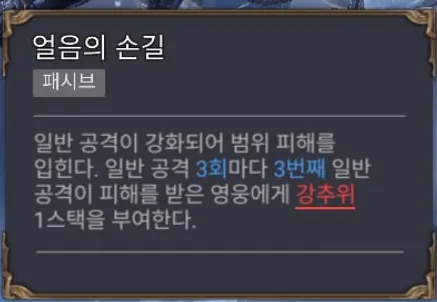 얼음의 손길
패시브
일반 공격이 강화되어 범위 피해를
입힌다. 일반 공격 3회마다 3번째 일반
공격이 피해를 받은 영웅에게 강추위
1스택을 부여한다.